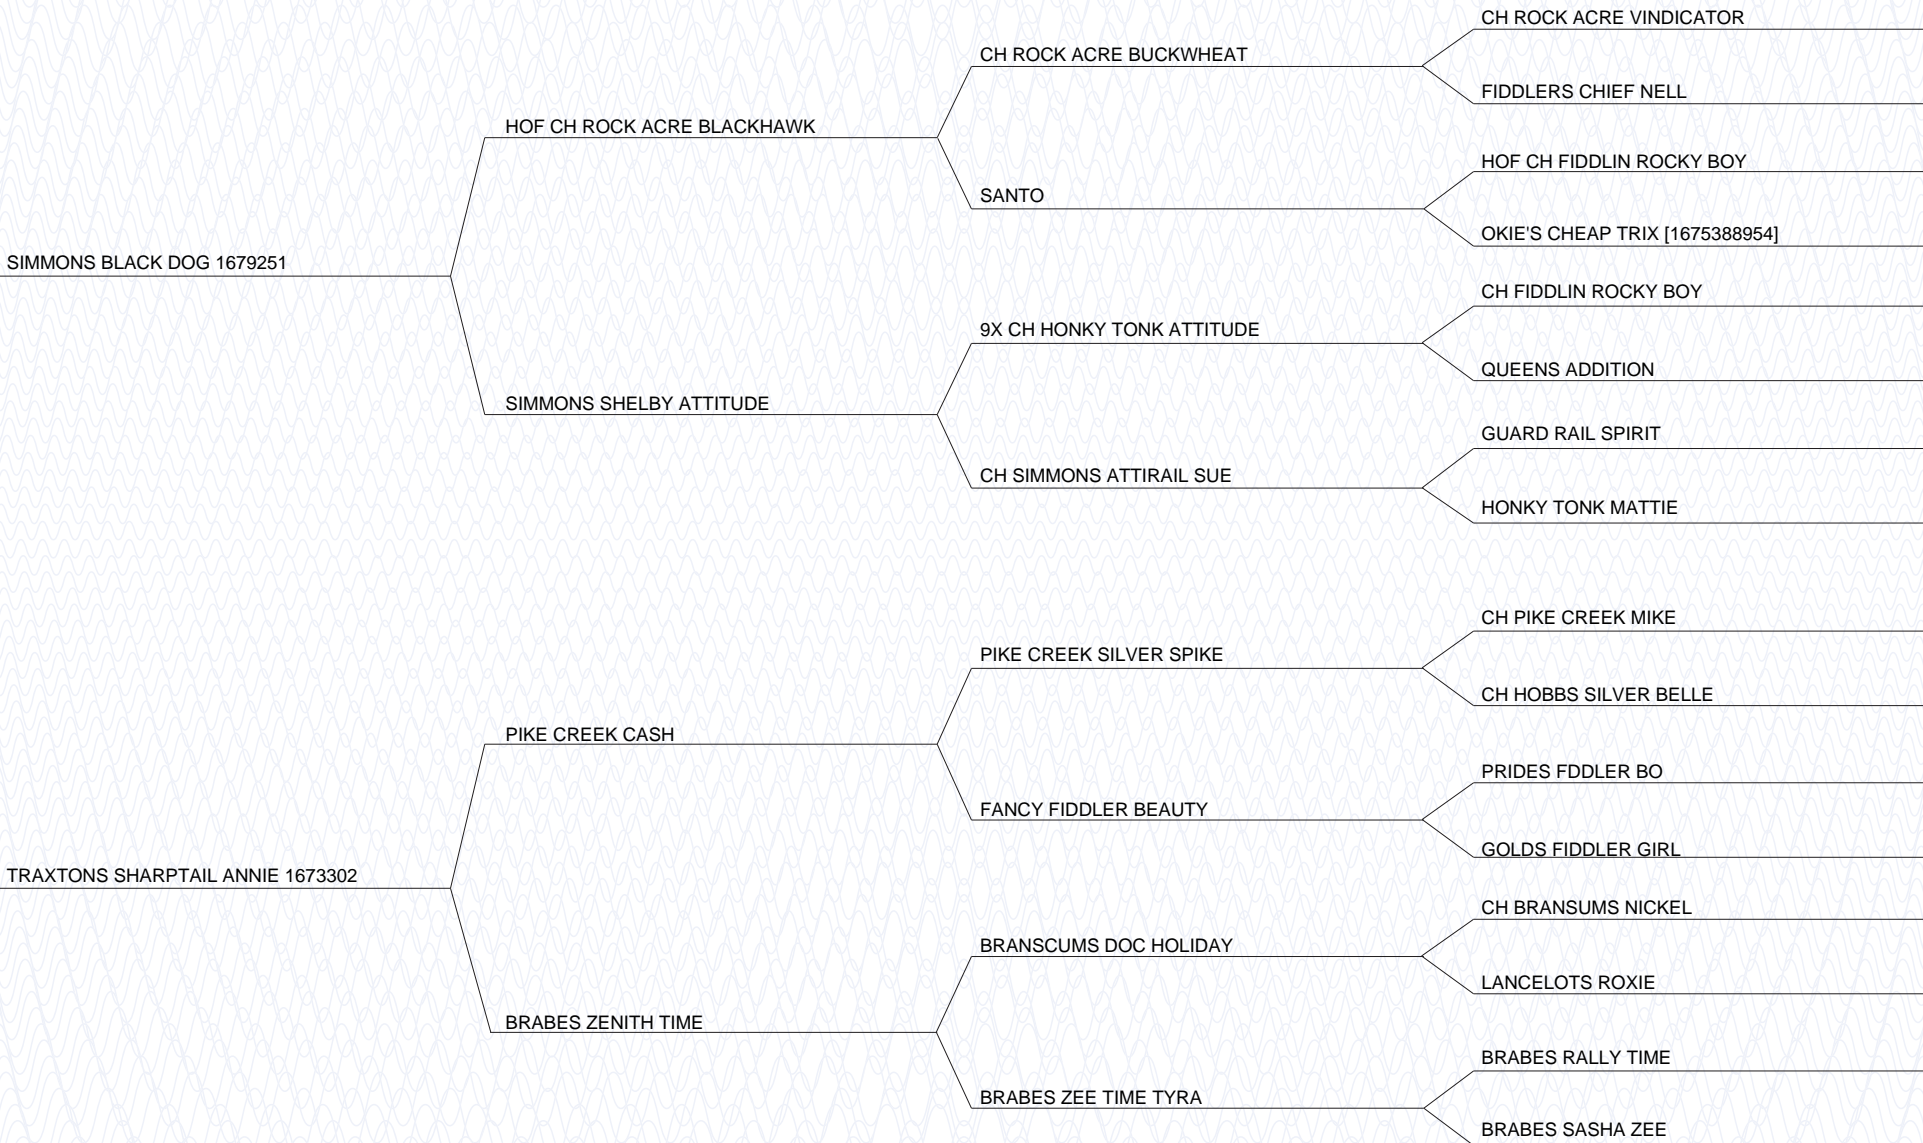 CH ROCK ACRE VINDICATOR
CH ROCK ACRE BUCKWHEAT
FIDDLERS CHIEF NELL
HOF CH ROCK ACRE BLACKHAWK
HOF CH FIDDLIN ROCKY BOY
SANTO
OKIE'S CHEAP TRIX [1675388954]
SIMMONS BLACK DOG 1679251
CH FIDDLIN ROCKY BOY
9X CH HONKY TONK ATTITUDE
QUEENS ADDITION
SIMMONS SHELBY ATTITUDE
GUARD RAIL SPIRIT
CH SIMMONS ATTIRAIL SUE
HONKY TONK MATTIE
CH PIKE CREEK MIKE
PIKE CREEK SILVER SPIKE
CH HOBBS SILVER BELLE
PIKE CREEK CASH
PRIDES FDDLER BO
FANCY FIDDLER BEAUTY
GOLDS FIDDLER GIRL
TRAXTONS SHARPTAIL ANNIE 1673302
CH BRANSUMS NICKEL
BRANSCUMS DOC HOLIDAY
LANCELOTS ROXIE
BRABES ZENITH TIME
BRABES RALLY TIME
BRABES ZEE TIME TYRA
BRABES SASHA ZEE